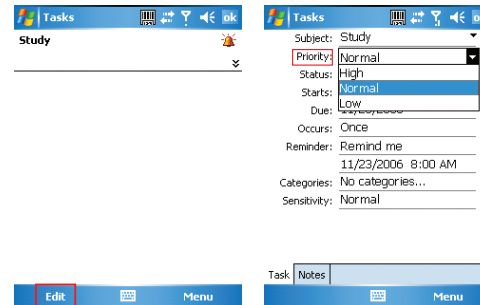 Tasks
ok
Study
Edit
Menu
Tasks
Subject: Study
Priority: Normal
Status: High
Normal
Starts:
Low
Due:
Occurs: Once
Reminder: Remind me
11/23/2006 8:00 AM
Categories: No categories...
Sensitivity: Normal
Task Notes
Menu